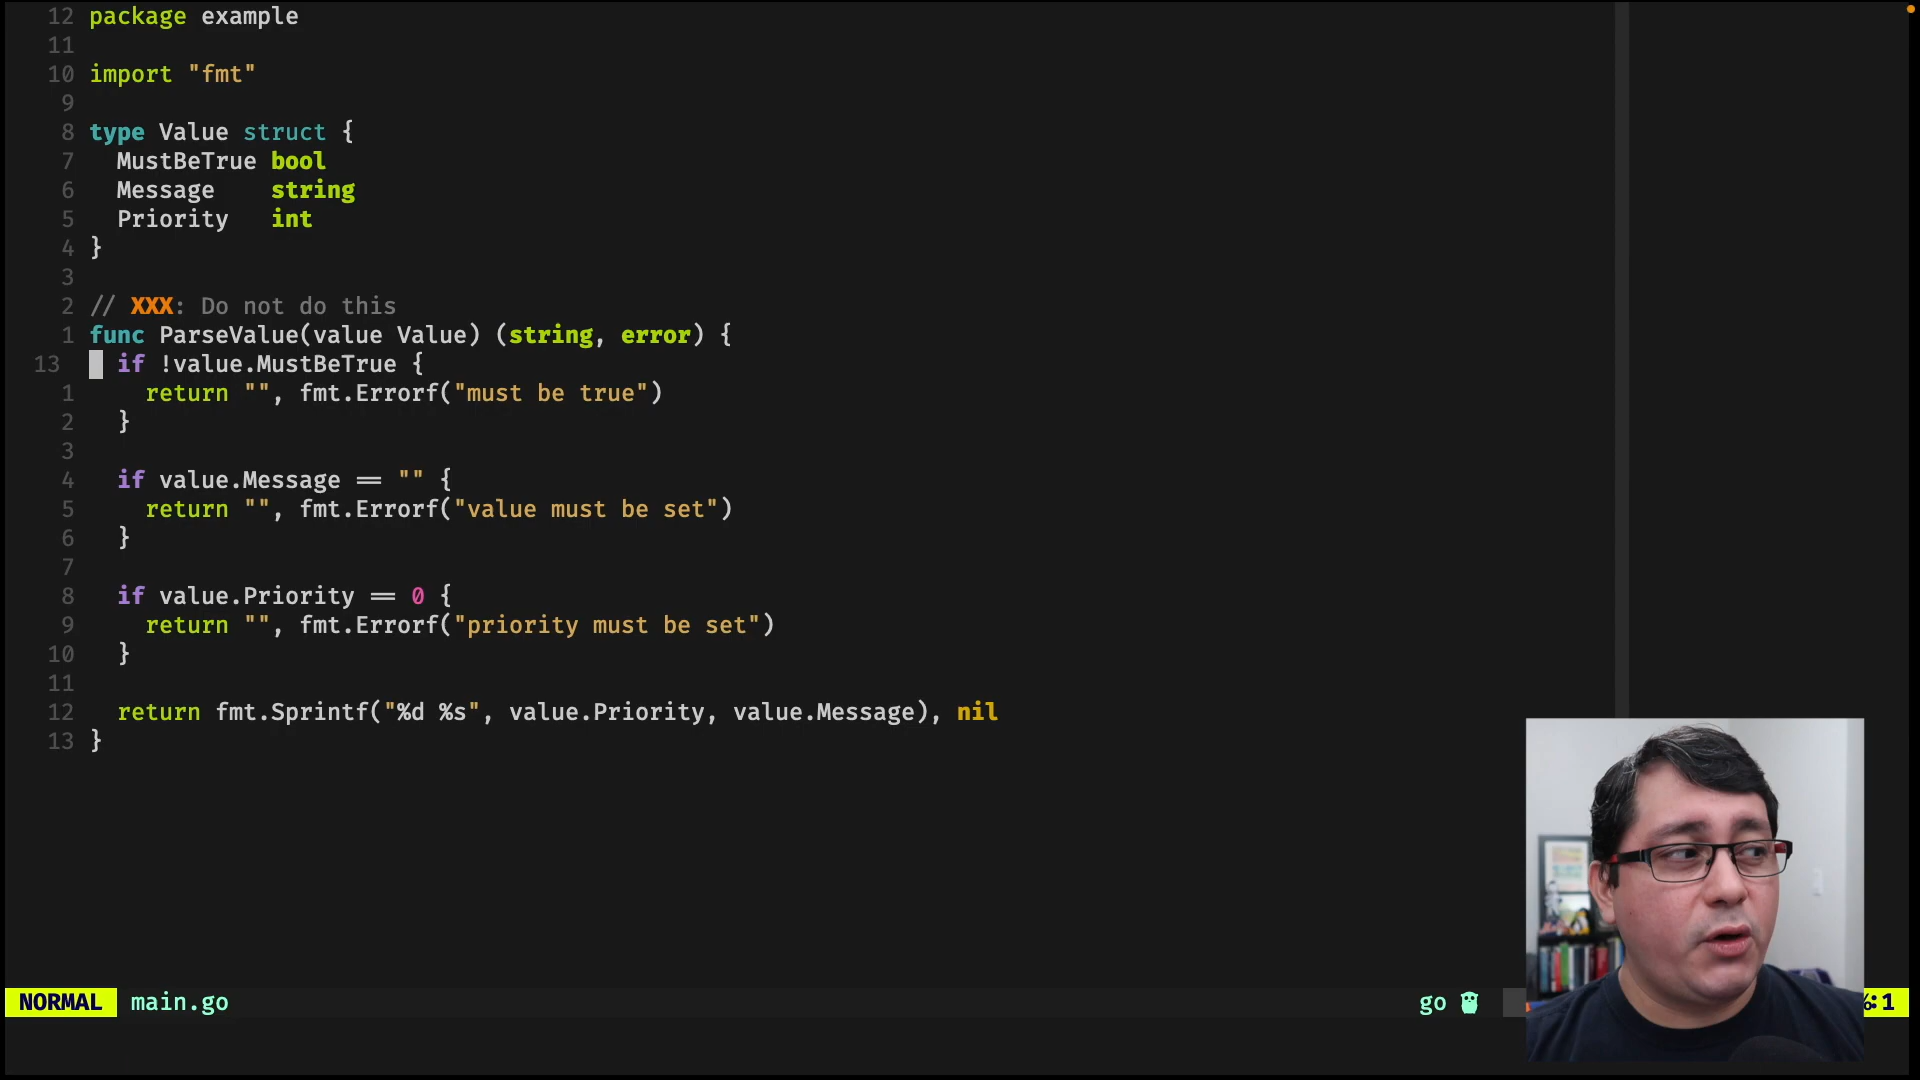 12 package example
11
10 import "fmt"
9
8 type Value struct {
7 MustBeTrue bool
6 Message string
5 Priority int
4 }
3
2 // XXX: Do not do this
1 func ParseValue(value Value) (string, error) {
13 if !value.MustBeTrue {
1 return "", fmt.Errorf("must be true")
2 }
3
4 if value.Message == "" {
5 return "", fmt.Errorf("value must be set")
6 }
7
8 if value.Priority == 0 {
9 return "", fmt.Errorf("priority must be set")
10 }
11
12 return fmt.Sprintf("%d %s", value.Priority, value.Message), nil
13 }
NORMAL main.go go :1